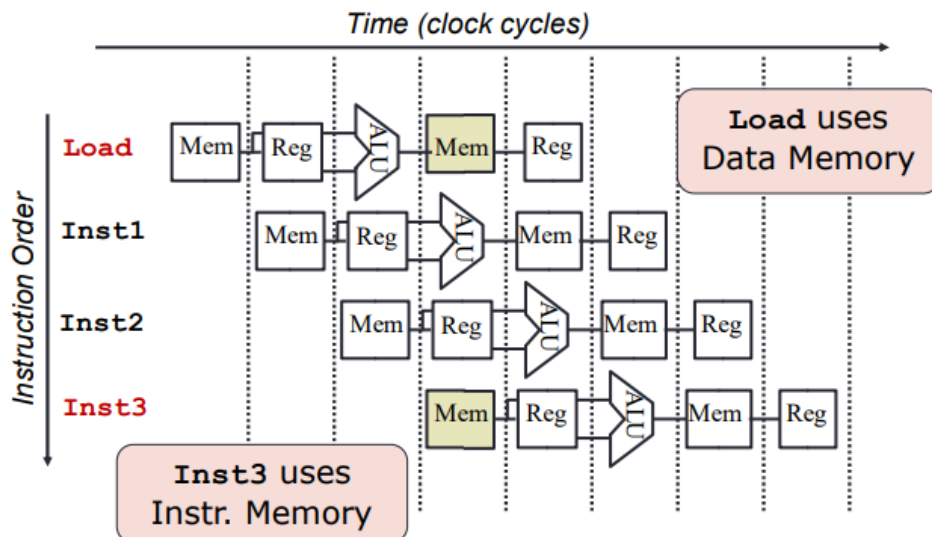 Time (clock cycles)
Instruction Order
Load
Mem
Reg
ALU
Mem
Reg
Load uses
Data Memory
Inst1
Mem
Reg
ALU
Mem
Reg
Inst2
Mem
Reg
ALU
Mem
Reg
Inst3
Mem
Reg
ALU
Mem
Reg
Inst3 uses
Instr. Memory